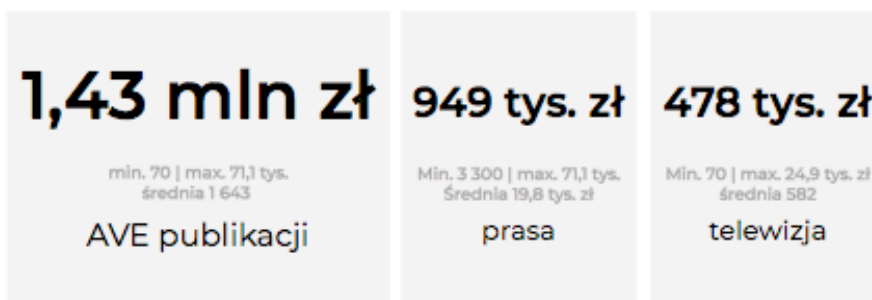 1,43 mln zł
min. 70 | max. 71,1 tys.
średnia 1 643
AVE publikacji
949 tys. zł
Min. 3 300 | max. 71,1 tys.
Średnia 19,8 tys. zł
prasa
478 tys. zł
Min. 70 | max. 24,9 tys. zł
średnia 582
telewizja